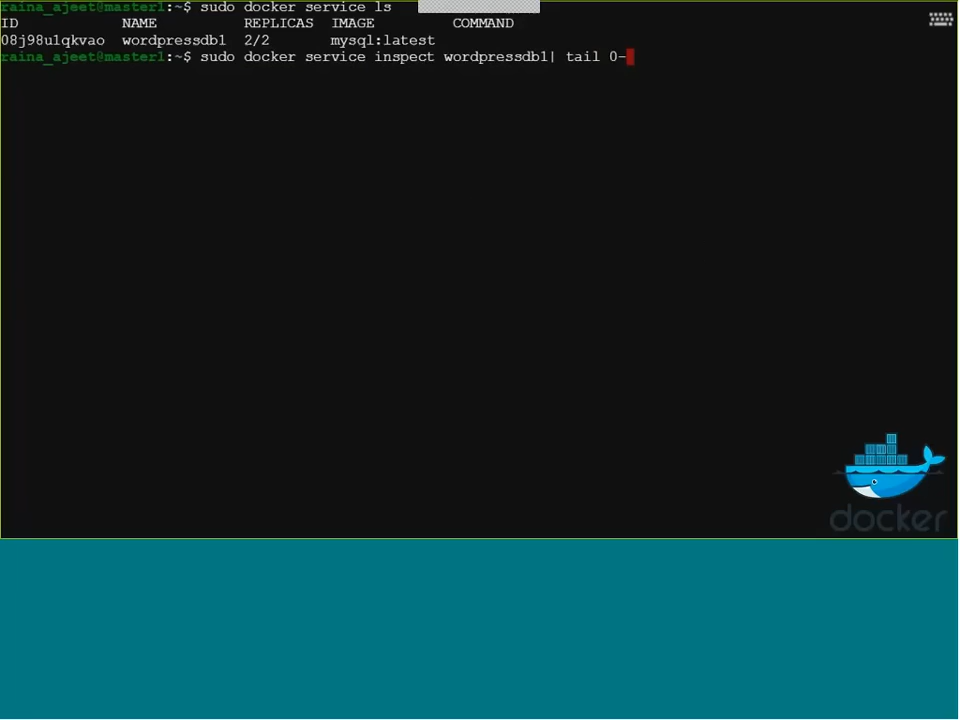 raina_ajeet@master1:~$ sudo docker service ls
ID NAME REPLICAS IMAGE COMMAND
08j98u1qkvao wordpressdb1 2/2 mysql:latest
raina_ajeet@master1:~$ sudo docker service inspect wordpressdb1| tail 0-
docker